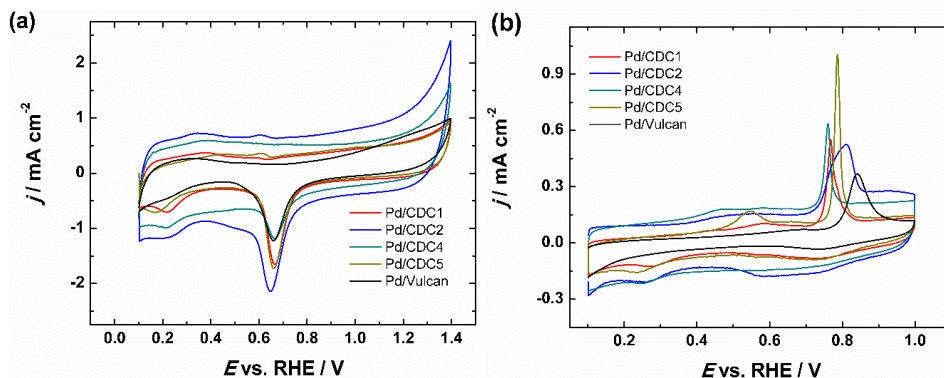 (a)
j / mA cm-2
2
1
0
-1
-2
0.0 0.2 0.4 0.6 0.8 1.0 1.2 1.4
E vs. RHE / V
Pd/CDC1
Pd/CDC2
Pd/CDC4
Pd/CDC5
Pd/Vulcan
(b)
j / mA cm-2
0.9
0.6
0.3
0.0
-0.3
0.2 0.4 0.6 0.8 1.0
E vs. RHE / V
Pd/CDC1
Pd/CDC2
Pd/CDC4
Pd/CDC5
Pd/Vulcan